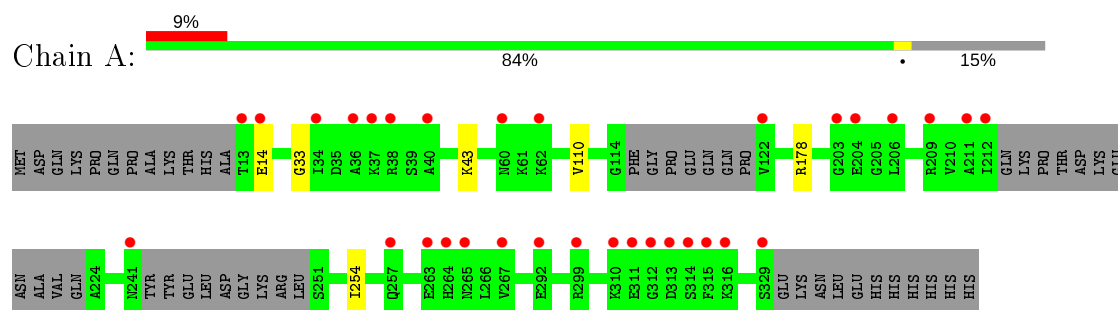 9%
Chain A:
84%
•
15%
MET ASP GLN LYS PRO GLN PRO ALA LYS THR HIS ALA T13 E14 G33 I34 D35 A36 K37 R38 S39 A40 K43 N60 K61 K62 V110 G114 PHE GLY PRO GLU GLN GLN PRO V122 R178 G203 E204 G205 L206 R209 V210 A211 I212 GLN LYS PRO THR ASP LYS GLU
ASN ALA VAL GLN A224 N241 TYR TYR GLU LEU ASP GLY LYS ARG LEU S251 I254 Q257 E263 H264 N265 L266 V267 E292 R299 K310 E311 G312 D313 S314 F315 K316 S329 GLU LYS ASN LEU GLU HIS HIS HIS HIS HIS HIS